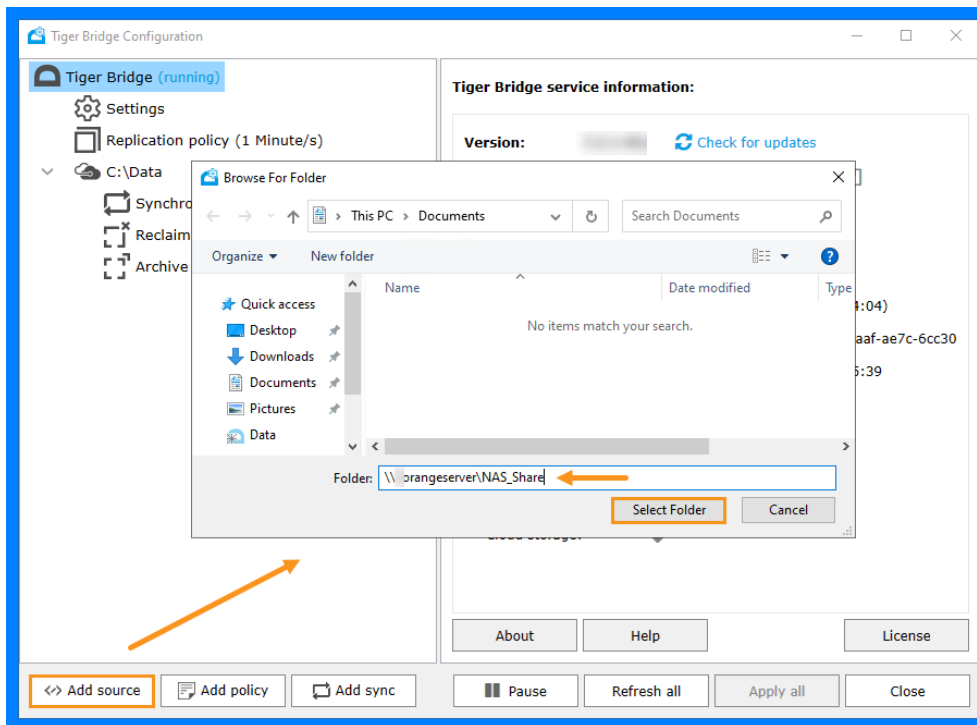 Tiger Bridge Configuration
Tiger Bridge (running)
Settings
Replication policy (1 Minute/s)
C:\Data
Synchro
Reclaim
Archive
Tiger Bridge service information:
Version:
Check for updates
Browse For Folder
This PC > Documents
Search Documents
Organize
New folder
Name
Date modified
Type
No items match your search.
Quick access
Desktop
Downloads
Documents
Pictures
Data
:04)
aaf-ae7c-6cc30
5:39
Folder: \\ orangeserver\NAS_Share
Select Folder
Cancel
About
Help
License
Add source
Add policy
Add sync
Pause
Refresh all
Apply all
Close